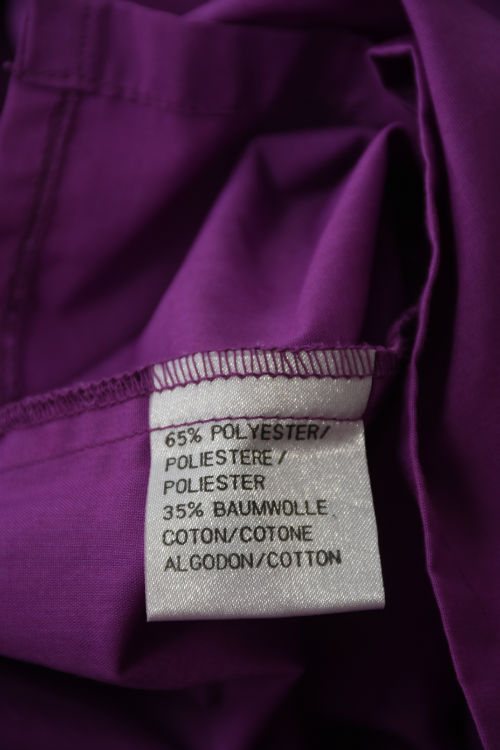 65% POLYESTER/
POLIESTERE/
POLIESTER
35% BAUMWOLLE
COTON/COTONE
ALGODON/COTTON